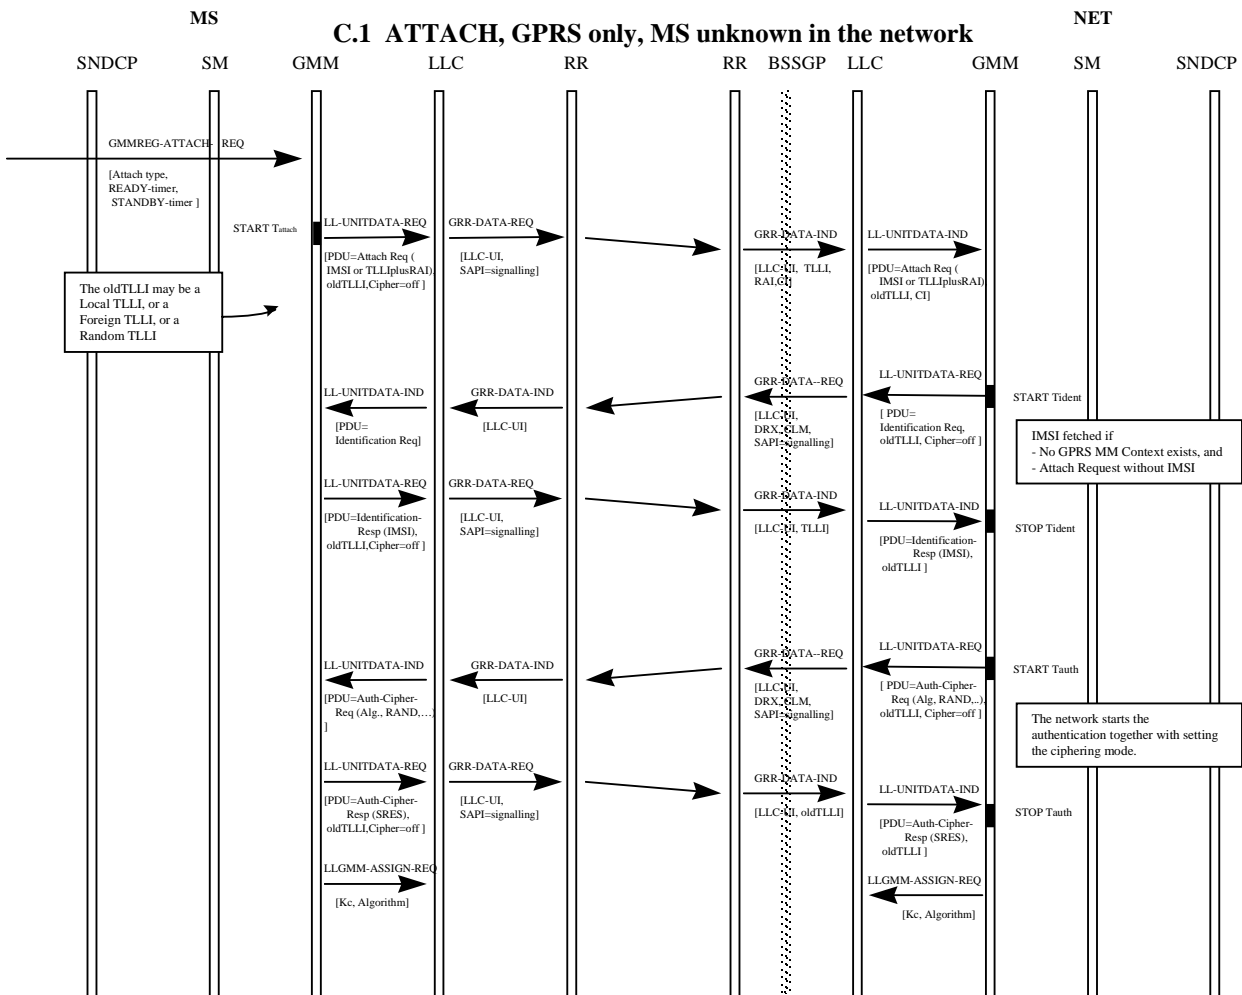 MS
NET
C.1 ATTACH, GPRS only, MS unknown in the network
SNDCP SM GMM LLC RR RR BSSGP LLC GMM SM SNDCP
GMMREG-ATTACH- REQ
[Attach type,
READY-timer,
STANDBY-timer ]
START Tattach
LL-UNITDATA-REQ
[PDU=Attach Req (
IMSI or TLLIplusRAI),
oldTLLI,Cipher=off ]
GRR-DATA-REQ
[LLC-UI,
SAPI=signalling]
GRR-DATA-IND
[LLC-UI, TLLI,
RAI,CI]
LL-UNITDATA-IND
[PDU=Attach Req (
IMSI or TLLIplusRAI)
oldTLLI, CI]
The oldTLLI may be a
Local TLLI, or a
Foreign TLLI, or a
Random TLLI
LL-UNITDATA-IND
[PDU=
Identification Req]
GRR-DATA-IND
[LLC-UI]
GRR-DATA--REQ
[LLC-UI,
DRX, CLM,
SAPI=signalling]
LL-UNITDATA-REQ
[ PDU=
Identification Req,
oldTLLI, Cipher=off ]
START Tident
IMSI fetched if
- No GPRS MM Context exists, and
- Attach Request without IMSI
LL-UNITDATA-REQ
[PDU=Identification-
Resp (IMSI),
oldTLLI,Cipher=off ]
GRR-DATA-REQ
[LLC-UI,
SAPI=signalling]
GRR-DATA-IND
[LLC-UI, TLLI]
LL-UNITDATA-IND
[PDU=Identification-
Resp (IMSI),
oldTLLI ]
STOP Tident
LL-UNITDATA-IND
[PDU=Auth-Cipher-
Req (Alg., RAND,…)
]
GRR-DATA-IND
[LLC-UI]
GRR-DATA--REQ
[LLC-UI,
DRX, CLM,
SAPI=signalling]
LL-UNITDATA-REQ
[ PDU=Auth-Cipher-
Req (Alg, RAND,..),
oldTLLI, Cipher=off ]
START Tauth
The network starts the
authentication together with setting
the ciphering mode.
LL-UNITDATA-REQ
[PDU=Auth-Cipher-
Resp (SRES),
oldTLLI,Cipher=off ]
GRR-DATA-REQ
[LLC-UI,
SAPI=signalling]
GRR-DATA-IND
[LLC-UI, oldTLLI]
LL-UNITDATA-IND
[PDU=Auth-Cipher-
Resp (SRES),
oldTLLI ]
STOP Tauth
LLGMM-ASSIGN-REQ
[Kc, Algorithm]
LLGMM-ASSIGN-REQ
[Kc, Algorithm]